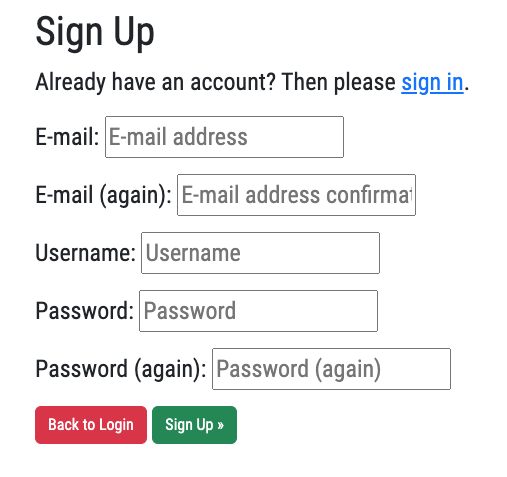 Sign Up
Already have an account? Then please sign in.
E-mail: E-mail address
E-mail (again): E-mail address confirmat
Username: Username
Password: Password
Password (again): Password (again)
Back to Login Sign Up »